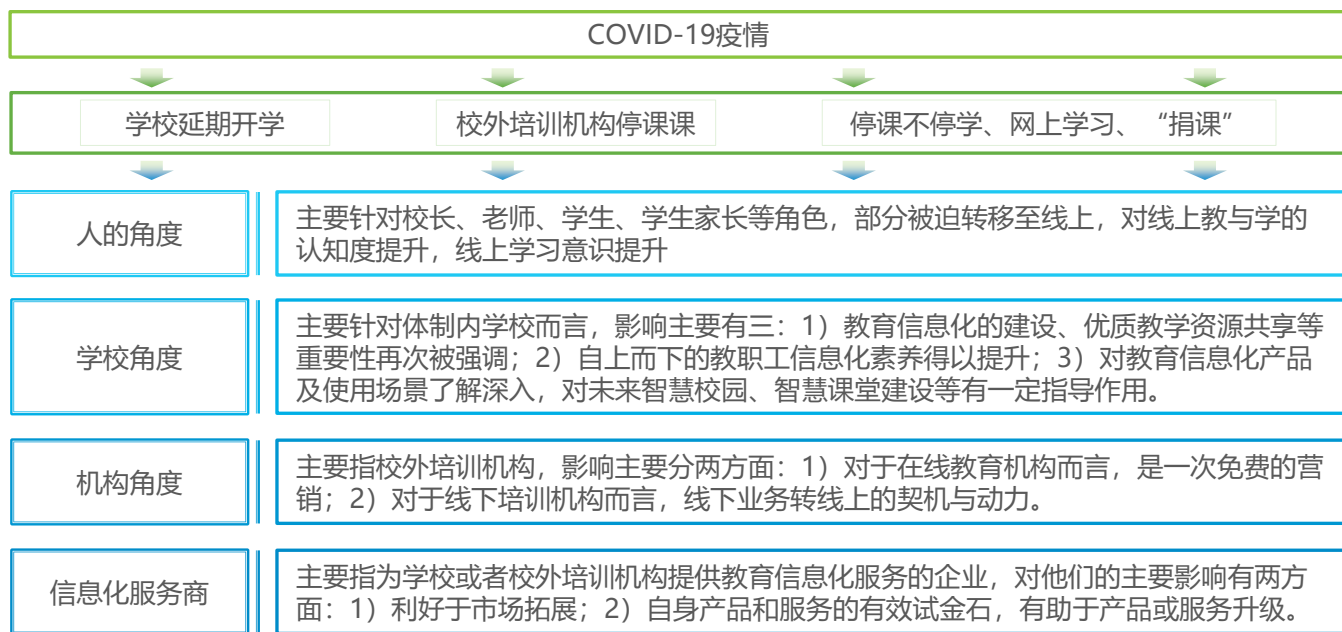 COVID-19疫情
学校延期开学
校外培训机构停课课
停课不停学、网上学习、“捐课”
人的角度
主要针对校长、老师、学生、学生家长等角色，部分被迫转移至线上，对线上教与学的
认知度提升，线上学习意识提升
学校角度
主要针对体制内学校而言，影响主要有三：1）教育信息化的建设、优质教学资源共享等
重要性再次被强调；2）自上而下的教职工信息化素养得以提升；3）对教育信息化产品
及使用场景了解深入，对未来智慧校园、智慧课堂建设等有一定指导作用。
机构角度
主要指校外培训机构，影响主要分两方面：1）对于在线教育机构而言，是一次免费的营
销；2）对于线下培训机构而言，线下业务转线上的契机与动力。
信息化服务商
主要指为学校或者校外培训机构提供教育信息化服务的企业，对他们的主要影响有两方
面：1）利好于市场拓展；2）自身产品和服务的有效试金石，有助于产品或服务升级。